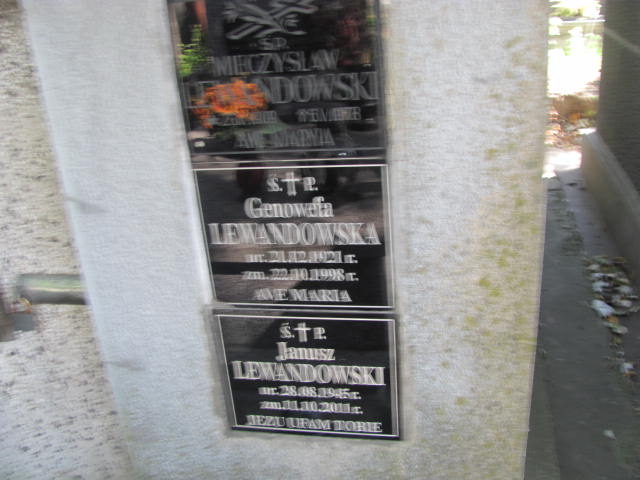 Ś.P.
MIECZYSŁAW
LEWANDOWSKI
AVE MARYIA
Ś. P.
Genowefa
LEWANDOWSKA
ur. 21.12.1921 r.
zm. 22.10.1998 r.
AVE MARIA
Ś. P.
Janusz
LEWANDOWSKI
ur. 28.08.1945 r.
zm. 11.10.2011 r.
JEZU UFAM TOBIE